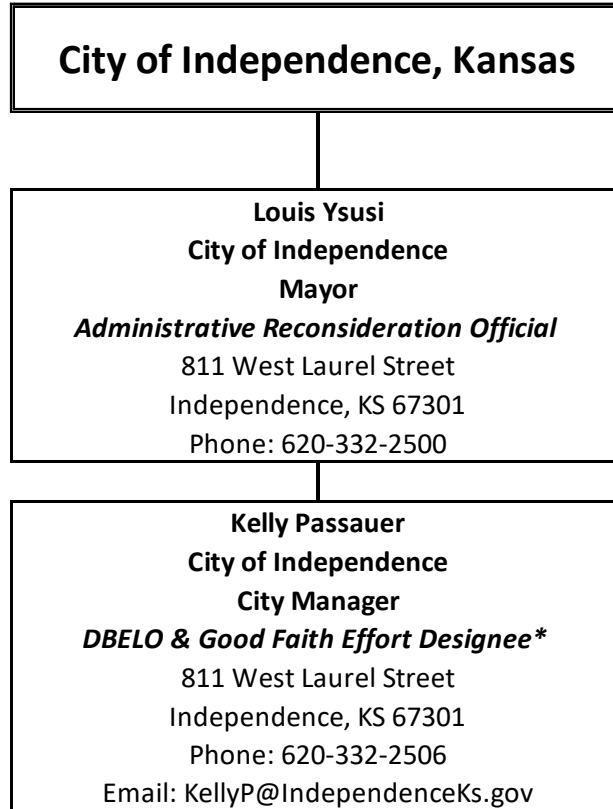 City of Independence, Kansas
Louis Ysusi
City of Independence
Mayor
Administrative Reconsideration Official
811 West Laurel Street
Independence, KS 67301
Phone: 620-332-2500
Kelly Passauer
City of Independence
City Manager
DBELO & Good Faith Effort Designee*
811 West Laurel Street
Independence, KS 67301
Phone: 620-332-2506
Email: KellyP@IndependenceKs.gov